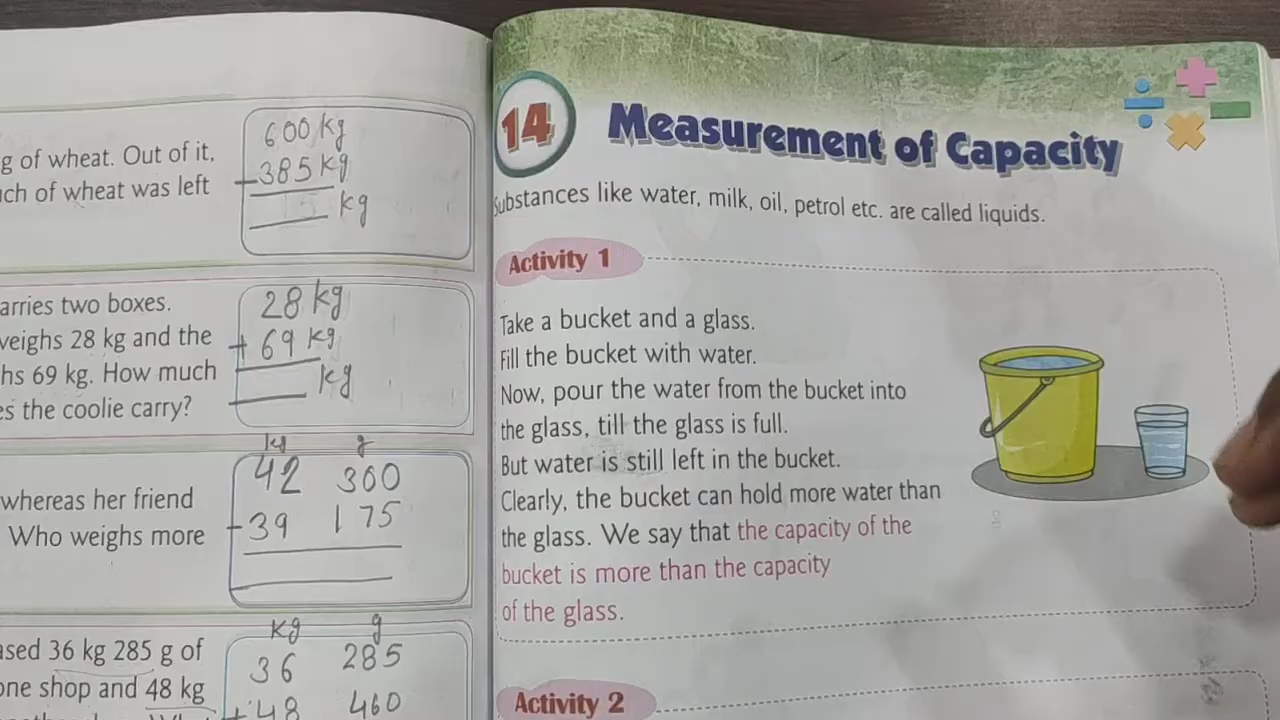 g of wheat. Out of it,
ch of wheat was left
600 kg
- 385 kg
kg
arries two boxes.
weighs 28 kg and the
hs 69 kg. How much
es the coolie carry?
28 kg
+ 69 kg
kg
whereas her friend
Who weighs more
kg g
42 360
- 39 175
ased 36 kg 285 g of
one shop and 48 kg
kg g
36 285
+ 48 460
14 Measurement of Capacity
Substances like water, milk, oil, petrol etc. are called liquids.
Activity 1
Take a bucket and a glass.
Fill the bucket with water.
Now, pour the water from the bucket into
the glass, till the glass is full.
But water is still left in the bucket.
Clearly, the bucket can hold more water than
the glass. We say that the capacity of the
bucket is more than the capacity
of the glass.
Activity 2